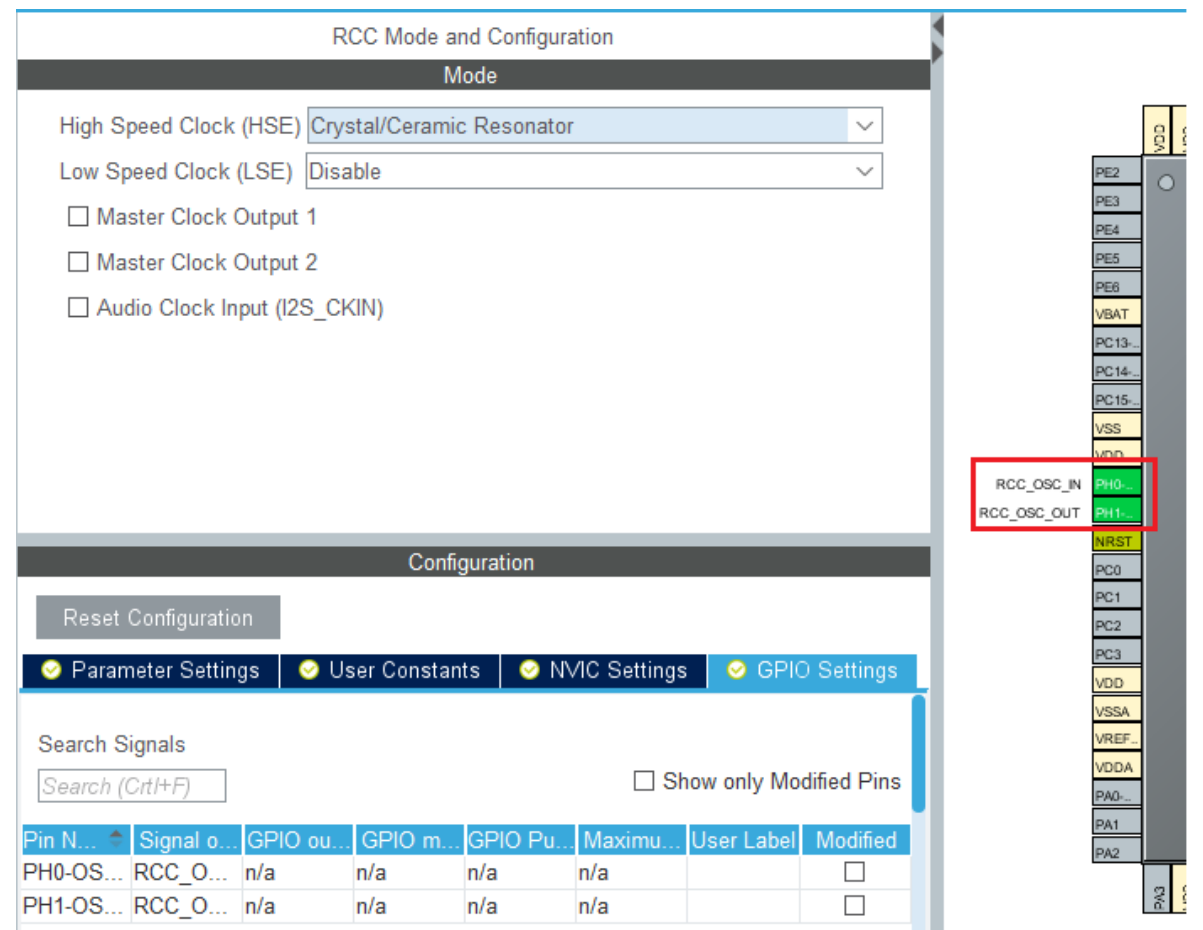 RCC Mode and Configuration
Mode
High Speed Clock (HSE) Crystal/Ceramic Resonator
Low Speed Clock (LSE) Disable
Master Clock Output 1
Master Clock Output 2
Audio Clock Input (I2S_CKIN)
Configuration
Reset Configuration
Parameter Settings User Constants NVIC Settings GPIO Settings
Search Signals
Search (CrtI+F)
Show only Modified Pins
Pin N... Signal o... GPIO ou... GPIO m... GPIO Pu... Maximu... User Label Modified
PH0-OS... RCC_O... n/a n/a n/a n/a
PH1-OS... RCC_O... n/a n/a n/a n/a
VDD
PE2
PE3
PE4
PE5
PE6
VBAT
PC13-..
PC14-..
PC15-..
VSS
VDD
RCC_OSC_IN PH0-..
RCC_OSC_OUT PH1-..
NRST
PC0
PC1
PC2
PC3
VDD
VSSA
VREF..
VDDA
PA0-..
PA1
PA2
PA3